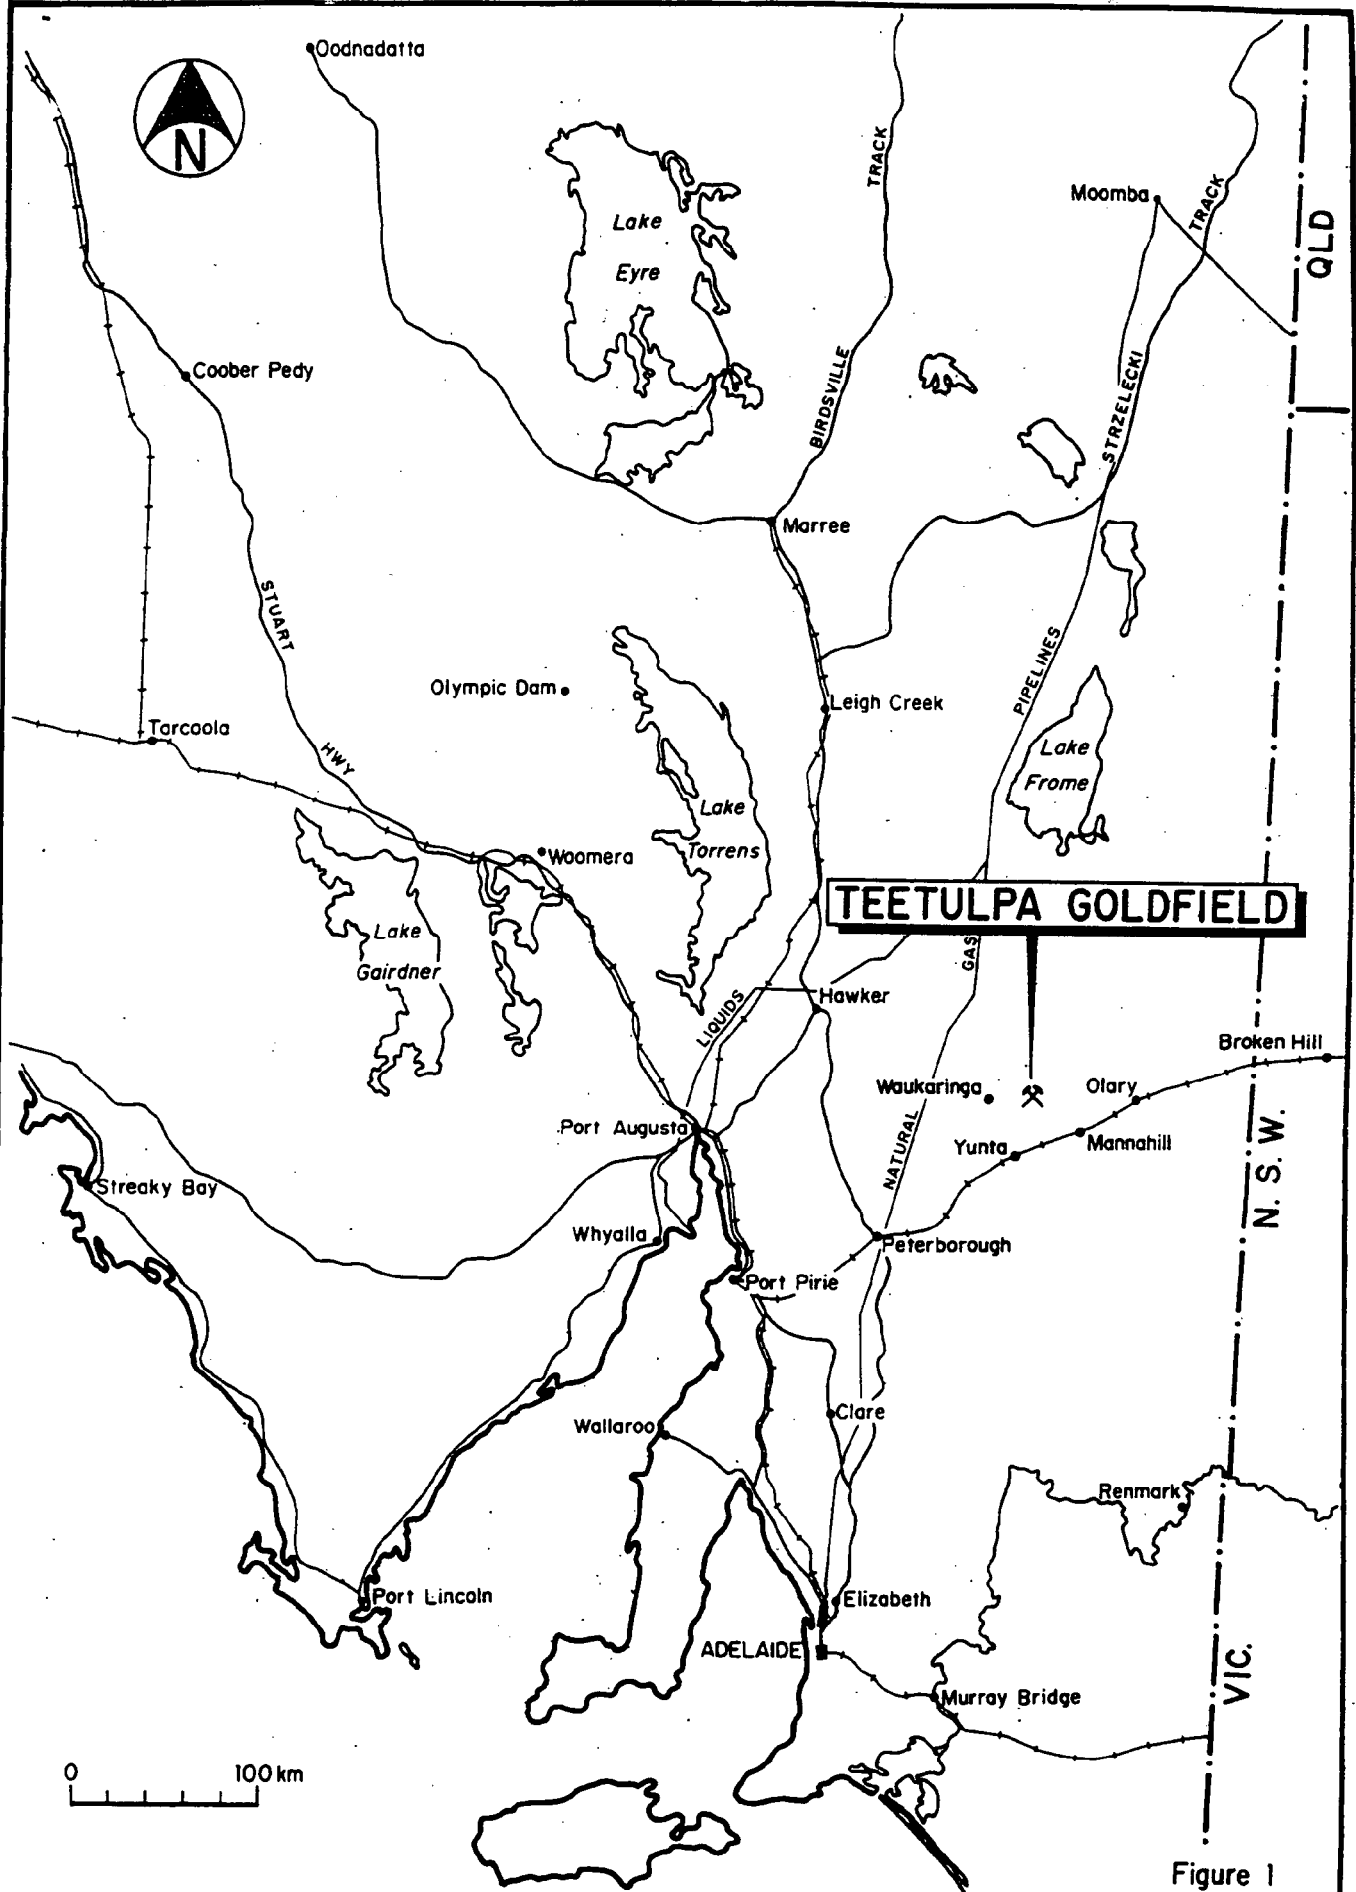 Oodnadatta
N
Lake
Eyre
TRACK
Moomba
TRACK
QLD
Coober Pedy
BIRDSVILLE
STRZELECKI
Marree
STUART
HWY
Olympic Dam
Leigh Creek
PIPELINES
Tarcoola
Lake
Frome
Lake
Torrens
Woomera
TEETULPA GOLDFIELD
Lake
Gairdner
GAS
LIQUIDS
Hawker
Broken Hill
Waukaringa
Olary
Port Augusta
NATURAL
Yunta
Mannahill
N. S. W.
Streaky Bay
Whyalla
Peterborough
Port Pirie
Wallaroo
Clare
Renmark
Port Lincoln
Elizabeth
ADELAIDE
VIC.
Murray Bridge
0 100 km
Figure 1